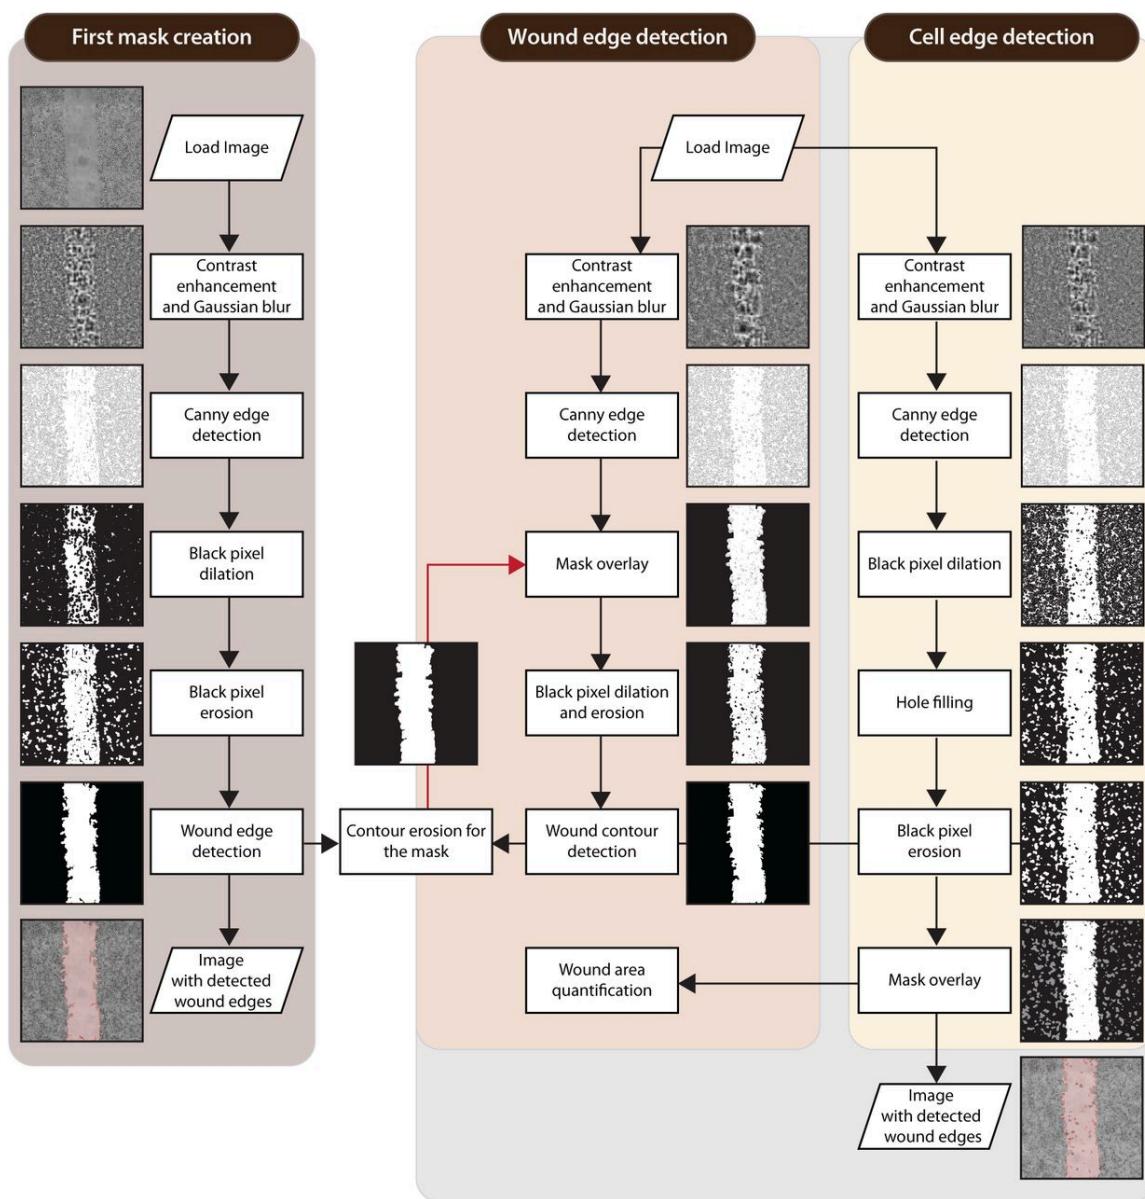 First mask creation
Wound edge detection
Cell edge detection
Load Image
Contrast
enhancement
and Gaussian blur
Canny edge
detection
Black pixel
dilation
Black pixel
erosion
Wound edge
detection
Image
with detected
wound edges
Contour erosion for
the mask
Load Image
Contrast
enhancement
and Gaussian blur
Canny edge
detection
Mask overlay
Black pixel dilation
and erosion
Wound contour
detection
Wound area
quantification
Contrast
enhancement
and Gaussian blur
Canny edge
detection
Black pixel dilation
Hole filling
Black pixel
erosion
Mask overlay
Image
with detected
wound edges